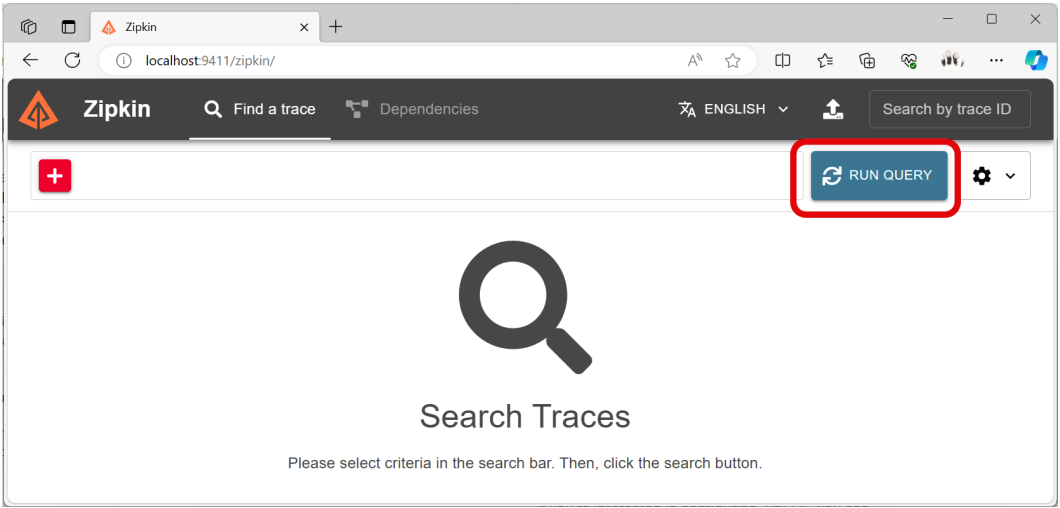 Zipkin
localhost:9411/zipkin/
Zipkin Find a trace Dependencies ENGLISH Search by trace ID
RUN QUERY
Search Traces
Please select criteria in the search bar. Then, click the search button.